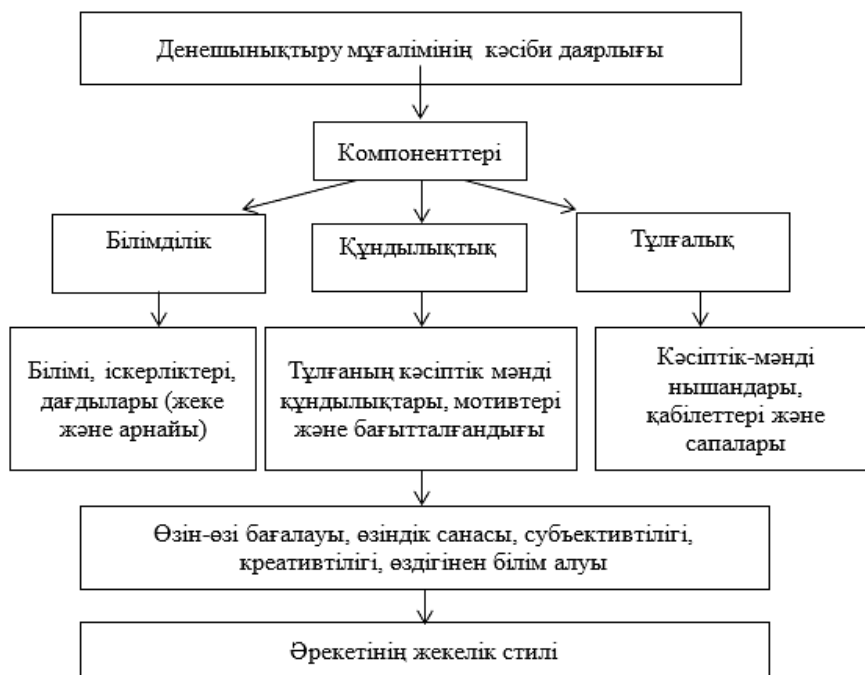 Денешынықтыру мұғалімінің кәсіби даярлығы
Компоненттері
Білімділік
Құндылықтық
Тұлғалық
Білімі, іскерліктері,
дағдылары (жеке
және арнайы)
Тұлғаның кәсіптік мәнді
құндылықтары, мотивтері
және бағытталғандығы
Кәсіптік-мәнді
нышандары,
қабілеттері және
сапалары
Өзін-өзі бағалауы, өзіндік санасы, субъективтілігі,
креативтілігі, өздігінен білім алуы
Әрекетінің жекелік стилі